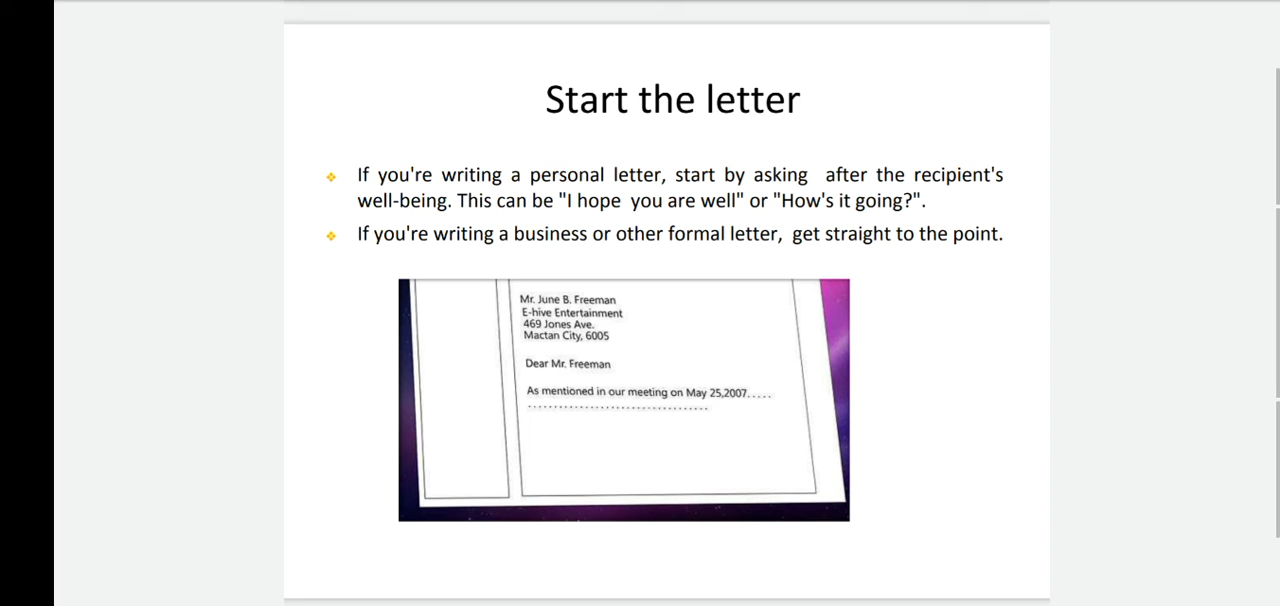 Start the letter
If you're writing a personal letter, start by asking after the recipient's
well-being. This can be "I hope you are well" or "How's it going?".
If you're writing a business or other formal letter, get straight to the point.
Mr. June B. Freeman
E-hive Entertainment
469 Jones Ave.
Mactan City, 6005
Dear Mr. Freeman
As mentioned in our meeting on May 25,2007.....
....................................